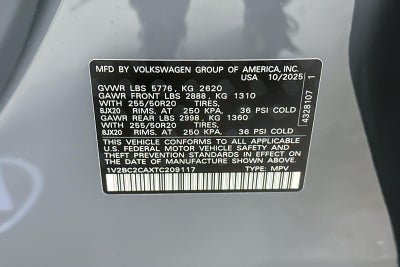 MFD BY VOLKSWAGEN GROUP OF AMERICA, INC.
USA 10/2025
GVWR LBS 5776, KG 2620
GAWR FRONT LBS 2888, KG 1310
WITH 255/50R20 TIRES,
8JX20 RIMS, AT 250 KPA, 36 PSI COLD
GAWR REAR LBS 2998, KG 1360
WITH 255/50R20 TIRES,
8JX20 RIMS, AT 250 KPA, 36 PSI COLD
THIS VEHICLE CONFORMS TO ALL APPLICABLE
U.S. FEDERAL MOTOR VEHICLE SAFETY
STANDARDS IN EFFECT ON
THE DATE OF MANUFACTURE SHOWN ABOVE
1V2BC2CAXTC209117 TYPE: MPV
4328107 1